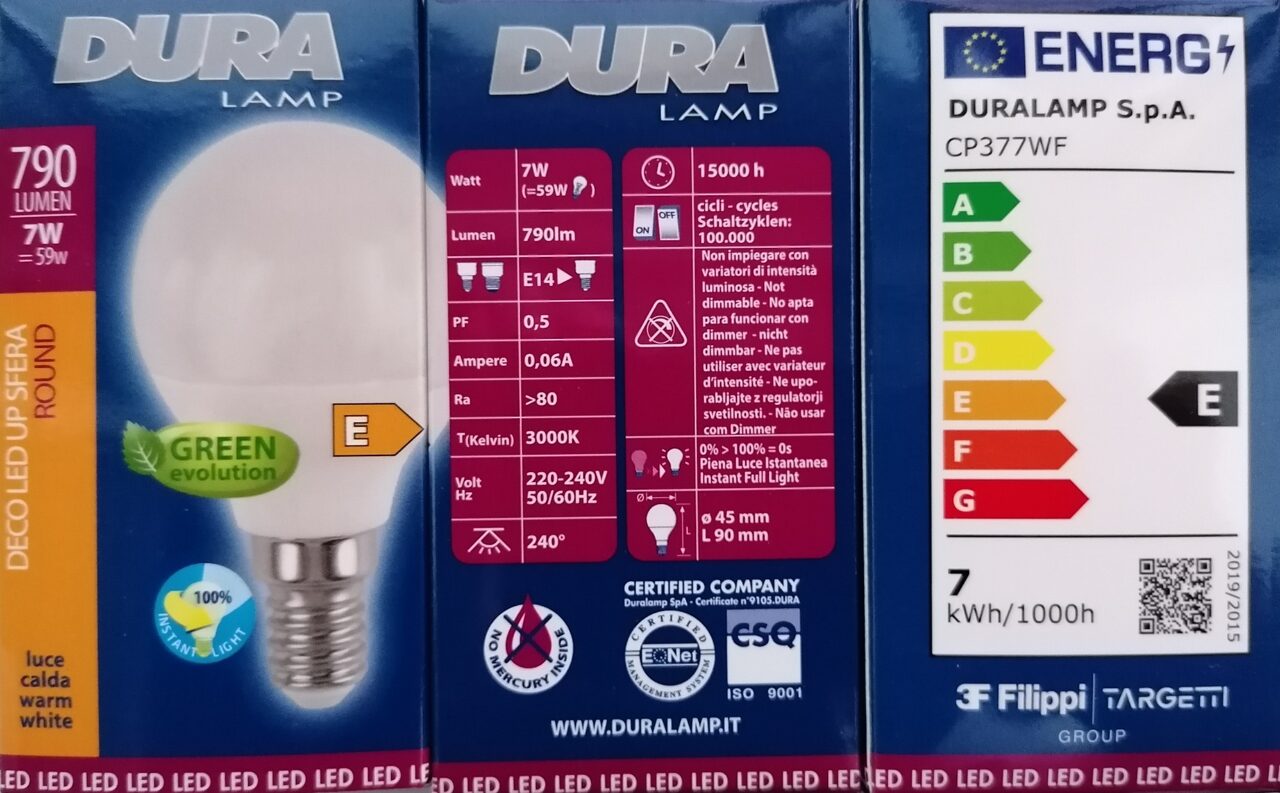 DURA
LAMP
790
LUMEN
7W
= 59w
DECO LED UP SFERA
ROUND
GREEN
evolution
E
100%
INSTANT LIGHT
luce
calda
warm
white
LED LED LED LED LED LED LED LED LED
DURA
LAMP
Watt
7W
(=59W )
Lumen
790lm
E14
PF
0,5
Ampere
0,06A
Ra
>80
T(Kelvin)
3000K
Volt
Hz
220-240V
50/60Hz
240°
15000 h
ON
OFF
cicli - cycles
Schaltzyklen:
100.000
Non impiegare con
variatori di intensità
luminosa - Not
dimmable - No apta
para funcionar con
dimmer - nicht
dimmbar - Ne pas
utiliser avec variateur
d'intensité - Ne upo-
rabljajte z regulatorji
svetilnosti. - Não usar
com Dimmer
0% > 100% = 0s
Piena Luce Istantanea
Instant Full Light
Ø
L
ø 45 mm
L 90 mm
NO MERCURY INSIDE
CERTIFIED COMPANY
Duralamp SpA - Certificate n°9105.DURA
CERTIFIED
IQNet
MANAGEMENT SYSTEM
CSQ
ISO 9001
WWW.DURALAMP.IT
LED LED LED LED LED LED LED LED LED
ENERG
DURALAMP S.p.A.
CP377WF
A
B
C
D
E
F
G
E
7
kWh/1000h
2019/2015
3F Filippi | TARGETTI
GROUP
LED LED LED LED LED LED LED LED LED